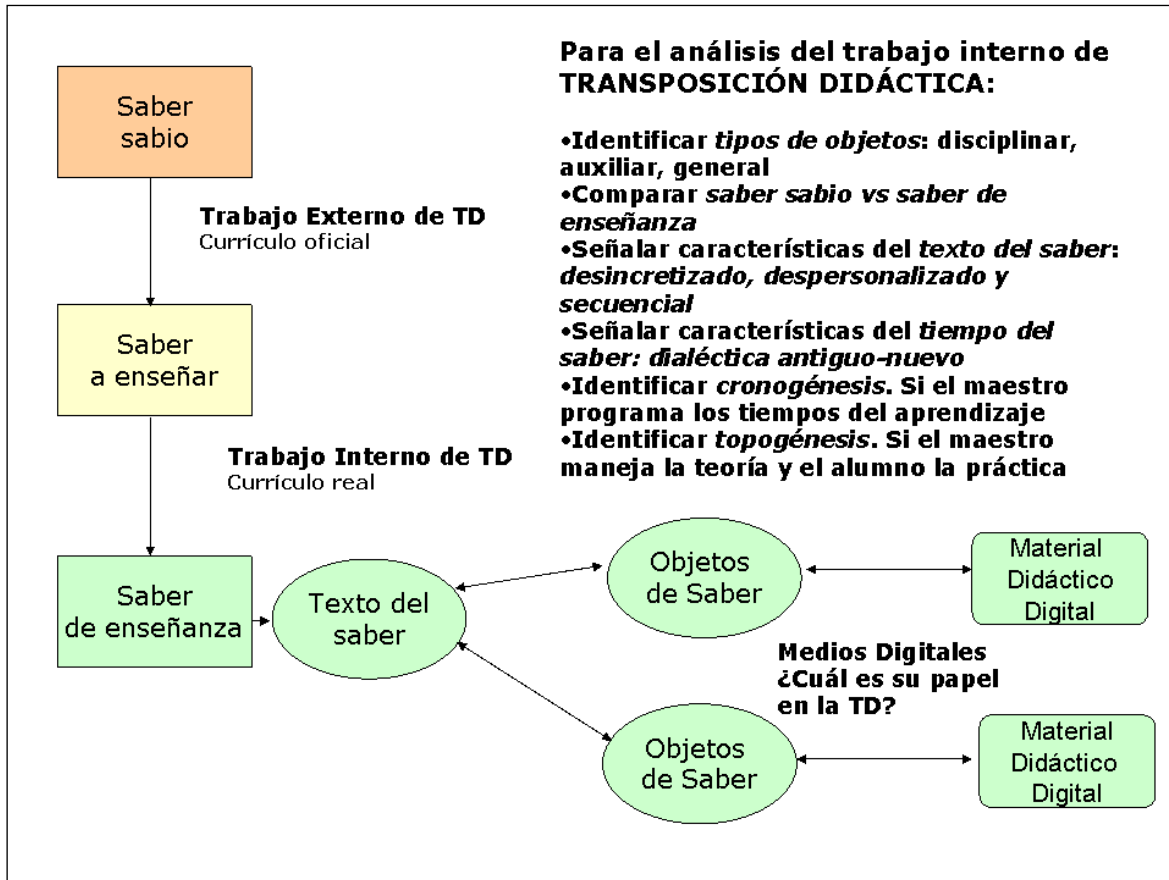 Para el análisis del trabajo interno de
TRANSPOSICIÓN DIDÁCTICA:
•Identificar tipos de objetos: disciplinar,
auxiliar, general
•Comparar saber sabio vs saber de
enseñanza
•Señalar características del texto del saber:
desincretizado, despersonalizado y
secuencial
•Señalar características del tiempo del
saber: dialéctica antiguo-nuevo
•Identificar cronogénesis. Si el maestro
programa los tiempos del aprendizaje
•Identificar topogénesis. Si el maestro
maneja la teoría y el alumno la práctica
Saber
sabio
Trabajo Externo de TD
Currículo oficial
Saber
a enseñar
Trabajo Interno de TD
Currículo real
Saber
de enseñanza
Texto del
saber
Objetos
de Saber
Material
Didáctico
Digital
Medios Digitales
¿Cuál es su papel
en la TD?
Objetos
de Saber
Material
Didáctico
Digital